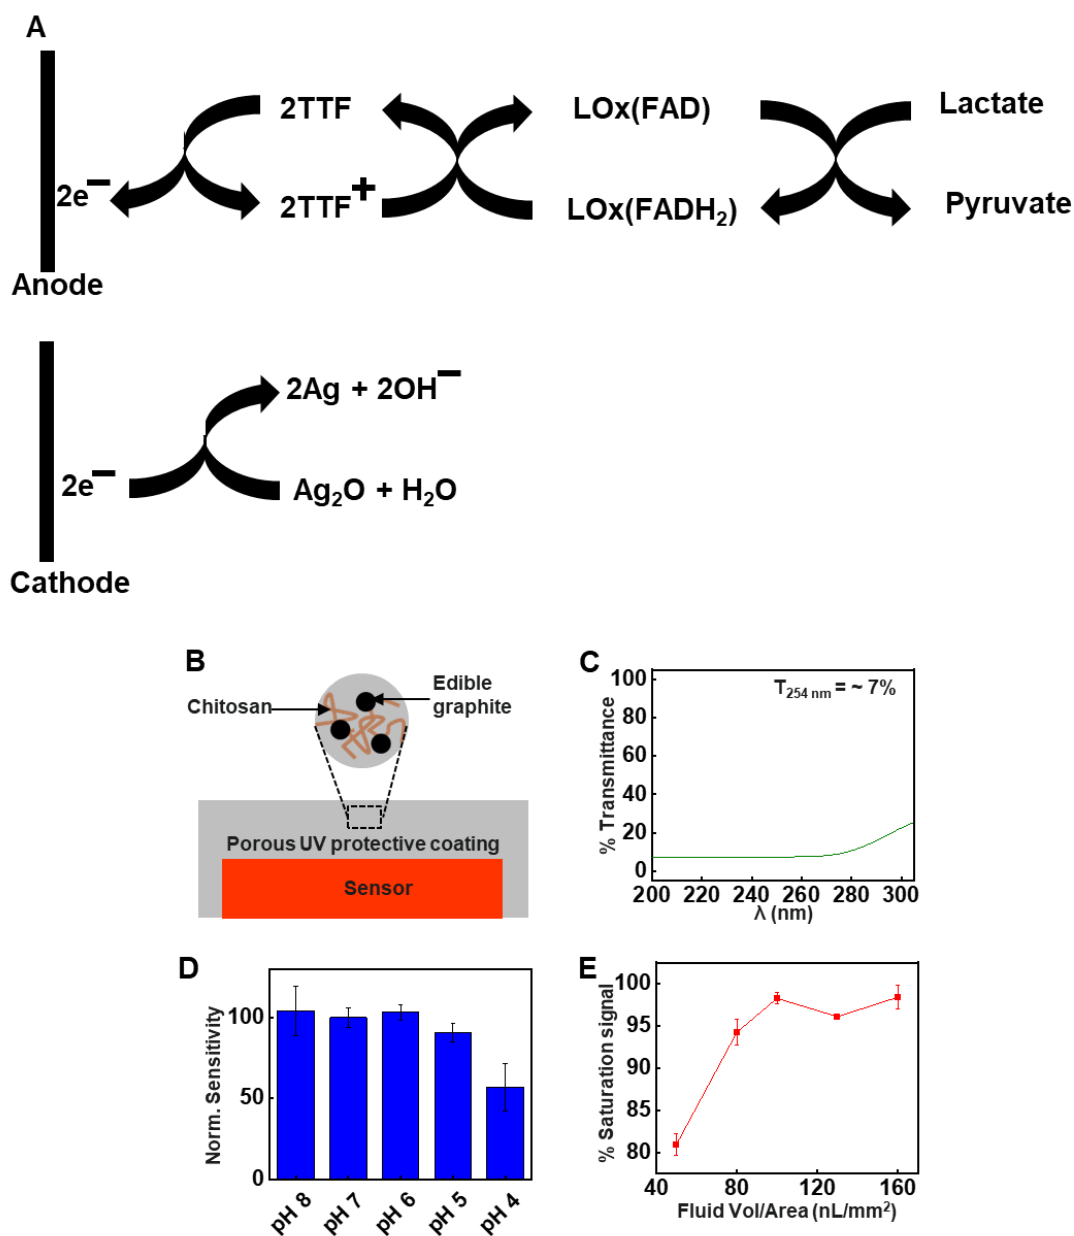 A
2TTF
LOx(FAD)
Lactate
2e⁻
2TTF⁺
LOx(FADH₂)
Pyruvate
Anode
2Ag + 2OH⁻
2e⁻
Ag₂O + H₂O
Cathode
B
Chitosan
Edible
graphite
Porous UV protective coating
Sensor
C
T₂₅₄ ₙₘ = ~ 7%
% Transmittance
100
80
60
40
20
0
200 220 240 260 280 300
λ (nm)
D
Norm. Sensitivity
100
50
0
pH 8 pH 7 pH 6 pH 5 pH 4
E
% Saturation signal
100
95
90
85
80
40 80 120 160
Fluid Vol/Area (nL/mm²)